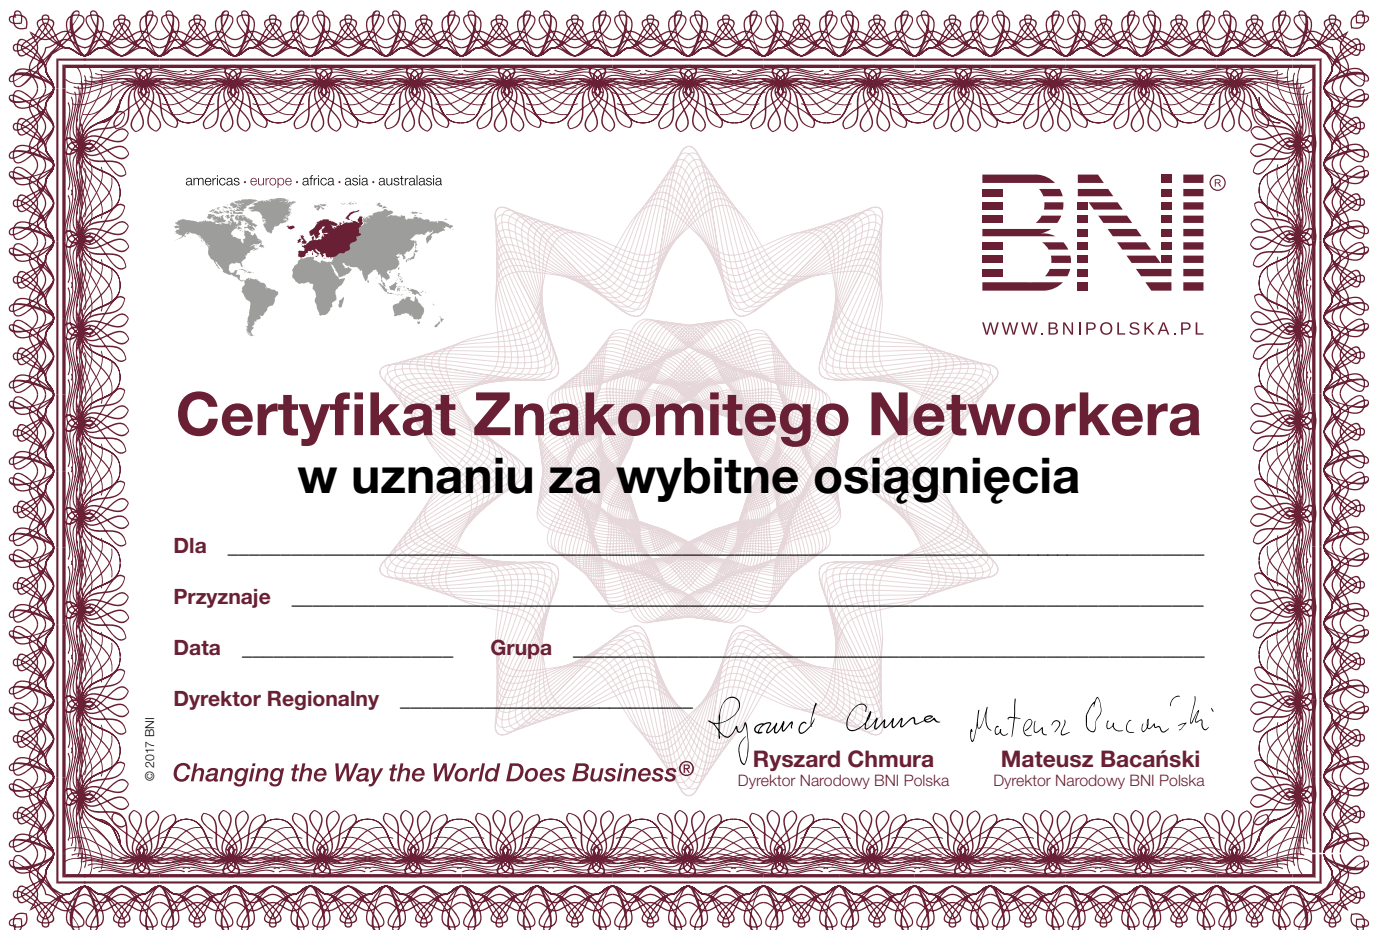 americas · europe · africa · asia · australasia
BNI®
WWW.BNIPOLSKA.PL
Certyfikat Znakomitego Networkera
w uznaniu za wybitne osiągnięcia
Dla
Przyznaje
Data Grupa
Dyrektor Regionalny
Ryszard Chmura Mateusz Bacański
Ryszard Chmura Mateusz Bacański
Dyrektor Narodowy BNI Polska Dyrektor Narodowy BNI Polska
Changing the Way the World Does Business®
© 2017 BNI